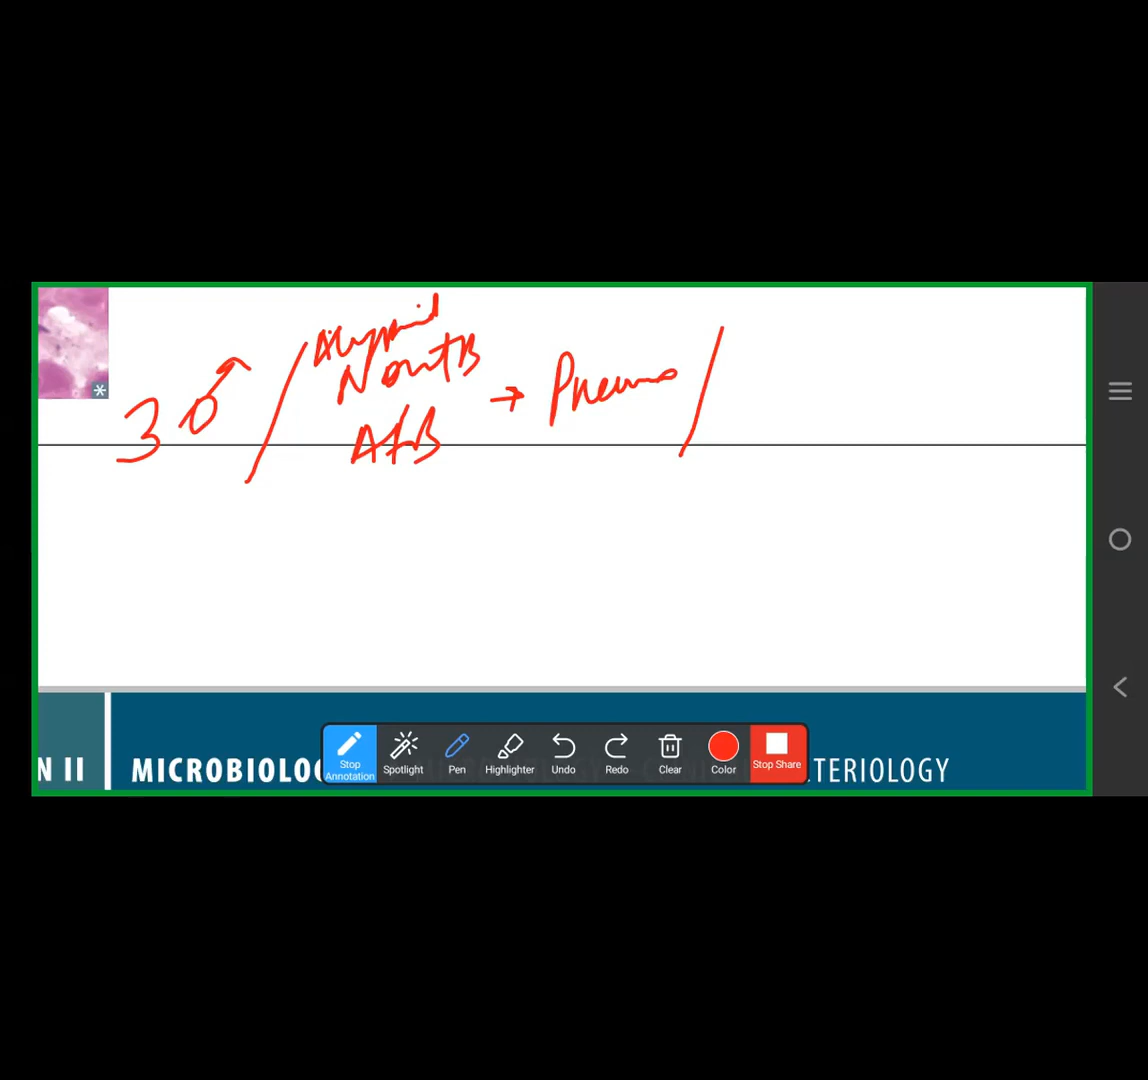 Atypical
30 / NonTB → Pneumo /
AFB
N II MICROBIOLO TERIOLOGY
Stop Annotation Spotlight Pen Highlighter Undo Redo Clear Color Stop Share